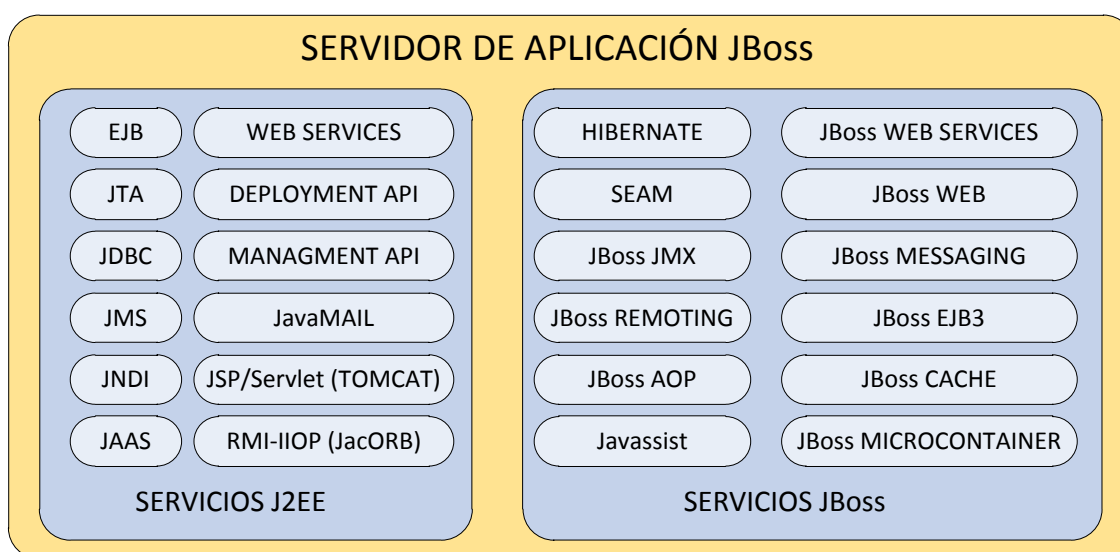 SERVIDOR DE APLICACIÓN JBoss
EJB
WEB SERVICES
JTA
DEPLOYMENT API
JDBC
MANAGMENT API
JMS
JavaMAIL
JNDI
JSP/Servlet (TOMCAT)
JAAS
RMI-IIOP (JacORB)
SERVICIOS J2EE
HIBERNATE
JBoss WEB SERVICES
SEAM
JBoss WEB
JBoss JMX
JBoss MESSAGING
JBoss REMOTING
JBoss EJB3
JBoss AOP
JBoss CACHE
Javassist
JBoss MICROCONTAINER
SERVICIOS JBoss